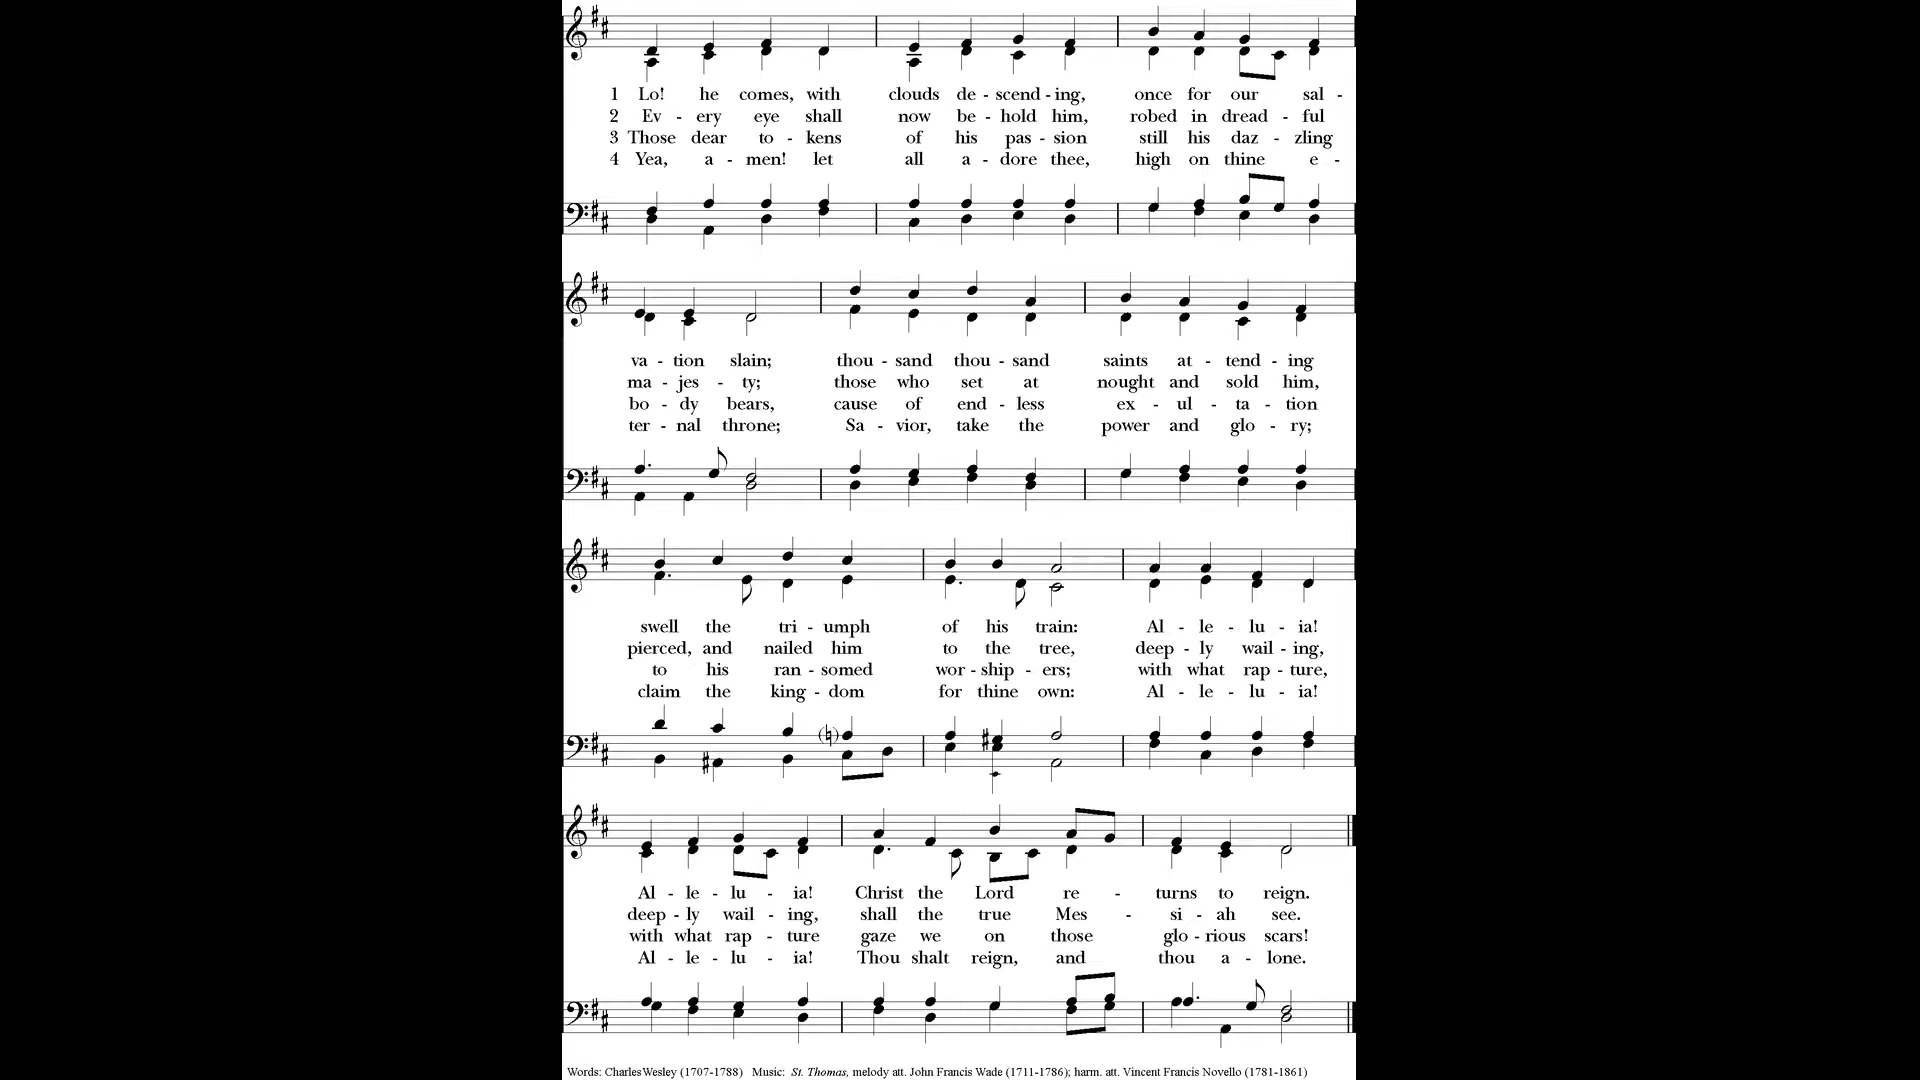 1 Lo! he comes, with clouds de - scend - ing, once for our sal -
2 Ev - ery eye shall now be - hold him, robed in dread - ful
3 Those dear to - kens of his pas - sion still his daz - zling
4 Yea, a - men! let all a - dore thee, high on thine e -
va - tion slain; thou - sand thou - sand saints at - tend - ing
ma - jes - ty; those who set at nought and sold him,
bo - dy bears, cause of end - less ex - ul - ta - tion
ter - nal throne; Sa - vior, take the power and glo - ry;
swell the tri - umph of his train: Al - le - lu - ia!
pierced, and nailed him to the tree, deep - ly wail - ing,
to his ran - somed wor - ship - ers; with what rap - ture,
claim the king - dom for thine own: Al - le - lu - ia!
Al - le - lu - ia! Christ the Lord re - turns to reign.
deep - ly wail - ing, shall the true Mes - si - ah see.
with what rap - ture gaze we on those glo - rious scars!
Al - le - lu - ia! Thou shalt reign, and thou a - lone.
Words: Charles Wesley (1707-1788) Music: St. Thomas, melody att. John Francis Wade (1711-1786); harm. att. Vincent Francis Novello (1781-1861)